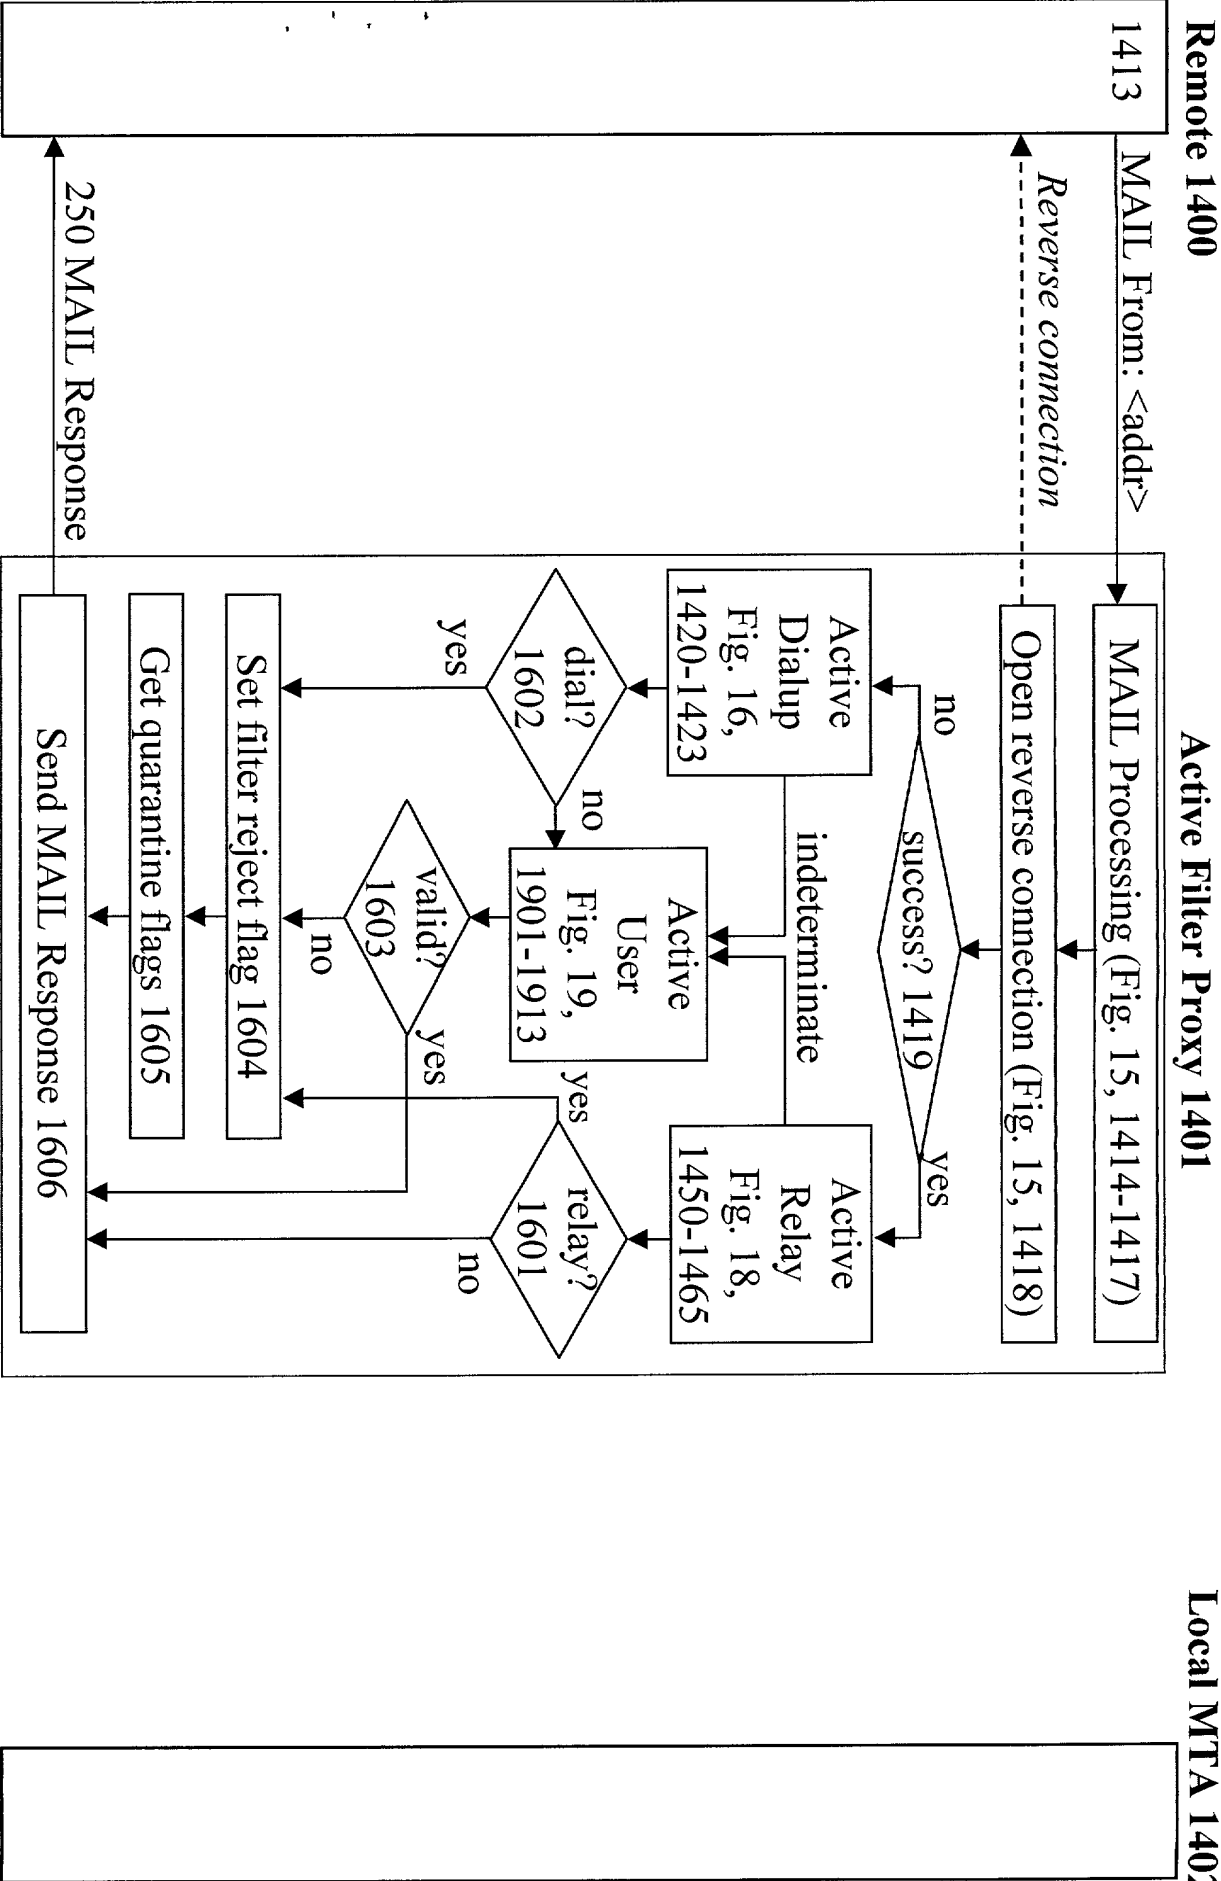 Remote 1400
Active Filter Proxy 1401
Local MTA 1402
1413
MAIL From: <addr>
MAIL Processing (Fig. 15, 1414-1417)
Reverse connection
Open reverse connection (Fig. 15, 1418)
success? 1419
no
yes
Active
Dialup
Fig. 16,
1420-1423
indeterminate
Active
Relay
Fig. 18,
1450-1465
Active
User
Fig. 19,
1901-1913
dial?
1602
no
yes
relay?
1601
yes
no
valid?
1603
yes
no
Set filter reject flag 1604
Get quarantine flags 1605
250 MAIL Response
Send MAIL Response 1606